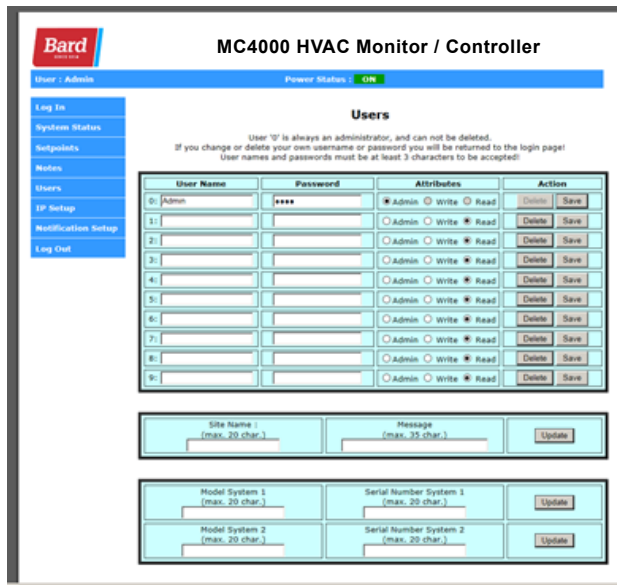 Bard
MC4000 HVAC Monitor / Controller
User : Admin
Power Status : ON
Log In
System Status
Setpoints
Notes
Users
IP Setup
Notification Setup
Log Out
Users
User '0' is always an administrator, and can not be deleted.
If you change or delete your own username or password you will be returned to the login page!
User names and passwords must be at least 3 characters to be accepted!
User Name Password Attributes Action
0: Admin •••• Admin Write Read Delete Save
1: Admin Write Read Delete Save
2: Admin Write Read Delete Save
3: Admin Write Read Delete Save
4: Admin Write Read Delete Save
5: Admin Write Read Delete Save
6: Admin Write Read Delete Save
7: Admin Write Read Delete Save
8: Admin Write Read Delete Save
9: Admin Write Read Delete Save
Site Name : Message
(max. 20 char.) (max. 35 char.) Update
Model System 1 Serial Number System 1
(max. 20 char.) (max. 20 char.) Update
Model System 2 Serial Number System 2
(max. 20 char.) (max. 20 char.) Update